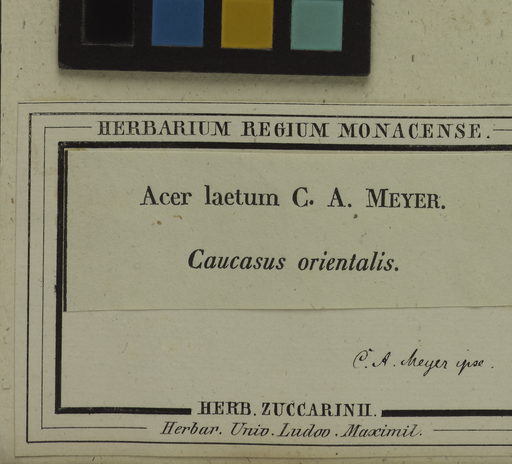 HERBARIUM REGIUM MONACENSE.
Acer laetum C. A. MEYER.
Caucasus orientalis.
C. A. Meyer ipse.
HERB. ZUCCARINII.
Herbar. Univ. Ludov. Maximil.